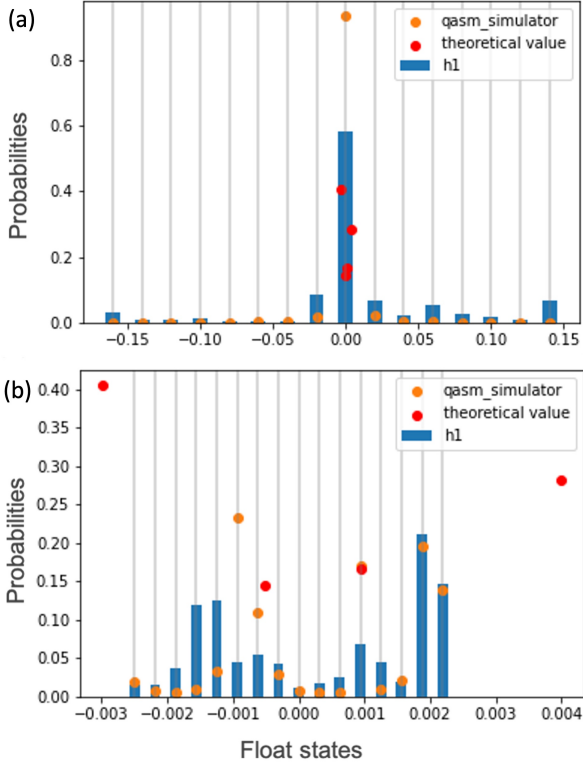 (a)
qasm_simulator
theoretical value
h1
Probabilities
0.8
0.6
0.4
0.2
0.0
−0.15 −0.10 −0.05 0.00 0.05 0.10 0.15
(b)
qasm_simulator
theoretical value
h1
Probabilities
0.40
0.35
0.30
0.25
0.20
0.15
0.10
0.05
0.00
−0.003 −0.002 −0.001 0.000 0.001 0.002 0.003 0.004
Float states